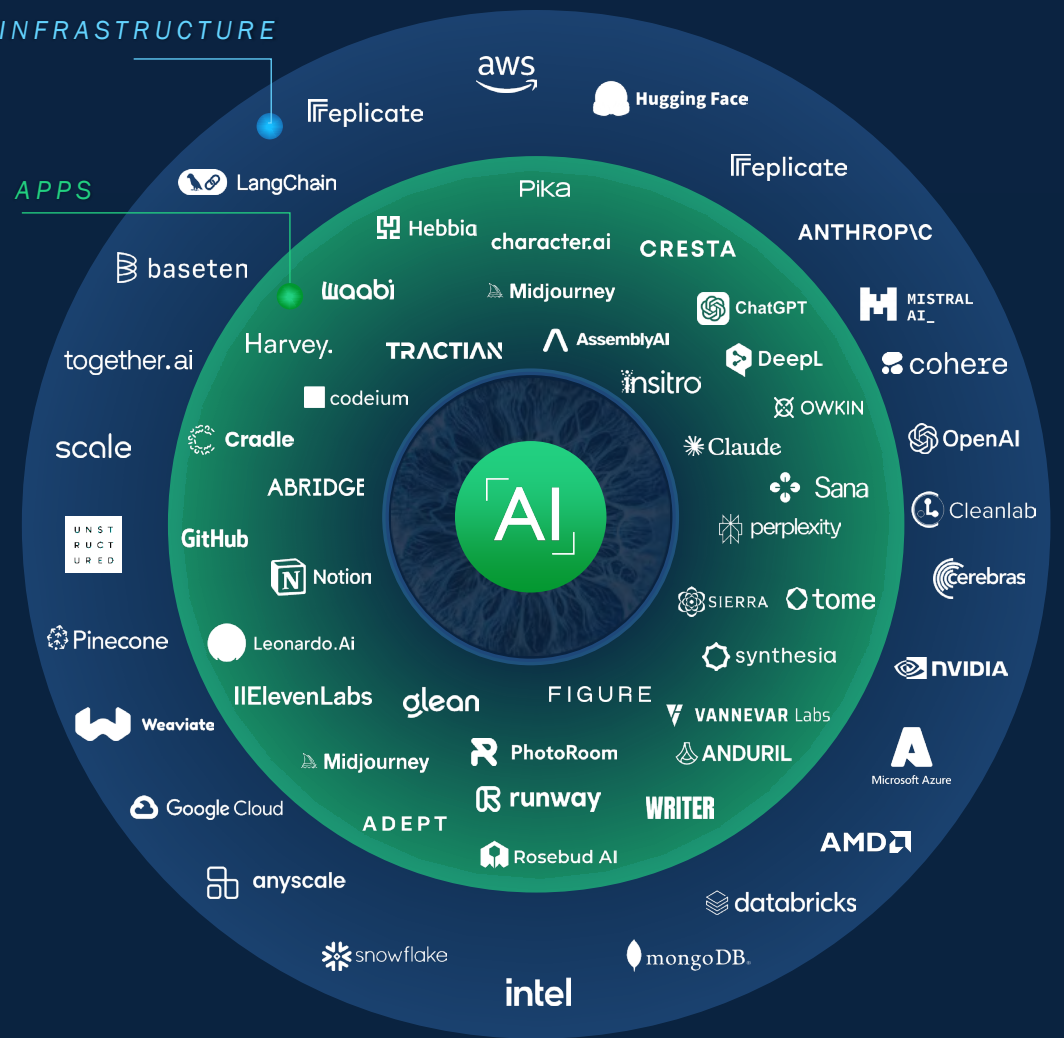 INFRASTRUCTURE
aws
Replicate
Hugging Face
Replicate
LangChain
APPS
Pika
Hebbia
character.ai
CRESTA
ANTHROP\C
baseten
waabi
Midjourney
ChatGPT
MISTRAL
AI_
Harvey.
TRACTIAN
AssemblyAI
DeepL
together.ai
cohere
insitro
codeium
OWKIN
scale
Cradle
Claude
OpenAI
ABRIDGE
Sana
AI
Cleanlab
UNST
RUCT
URED
GitHub
perplexity
Notion
cerebras
SIERRA
tome
Pinecone
Leonardo.Ai
synthesia
NVIDIA
IIElevenLabs
glean
FIGURE
Weaviate
VANNEVAR Labs
Midjourney
PhotoRoom
ANDURIL
Microsoft Azure
Google Cloud
runway
WRITER
ADEPT
AMD
Rosebud AI
anyscale
databricks
snowflake
mongoDB.
intel